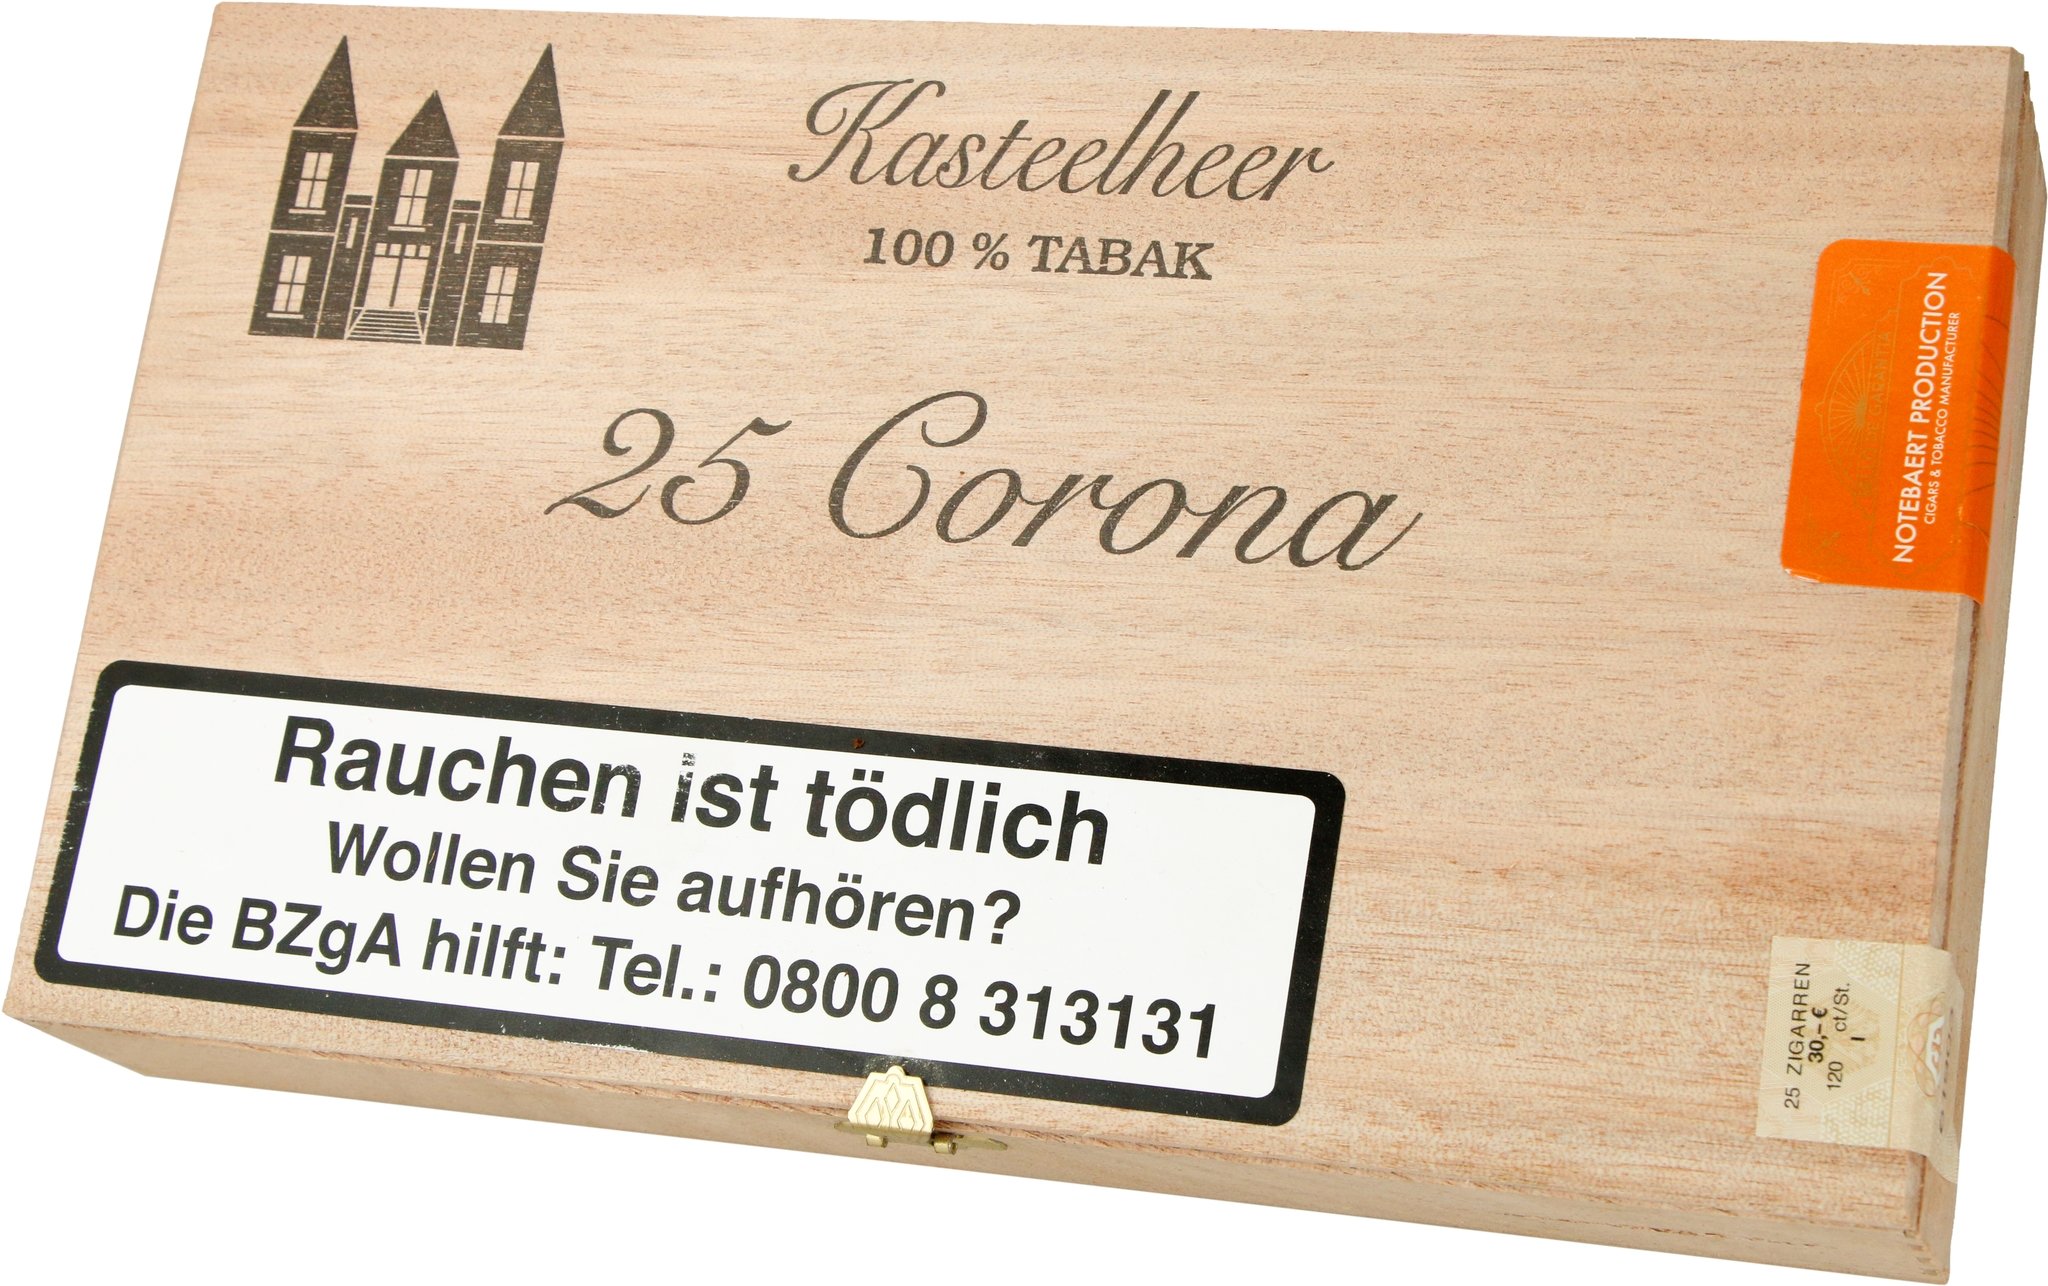 Kasteelheer
100 % TABAK
25 Corona
NOTEBAERT PRODUCTION
CIGARS & TOBACCO MANUFACTURER
Rauchen ist tödlich
Wollen Sie aufhören?
Die BZgA hilft: Tel.: 0800 8 313131
25 ZIGARREN
30,– €
120 ct/St.
I